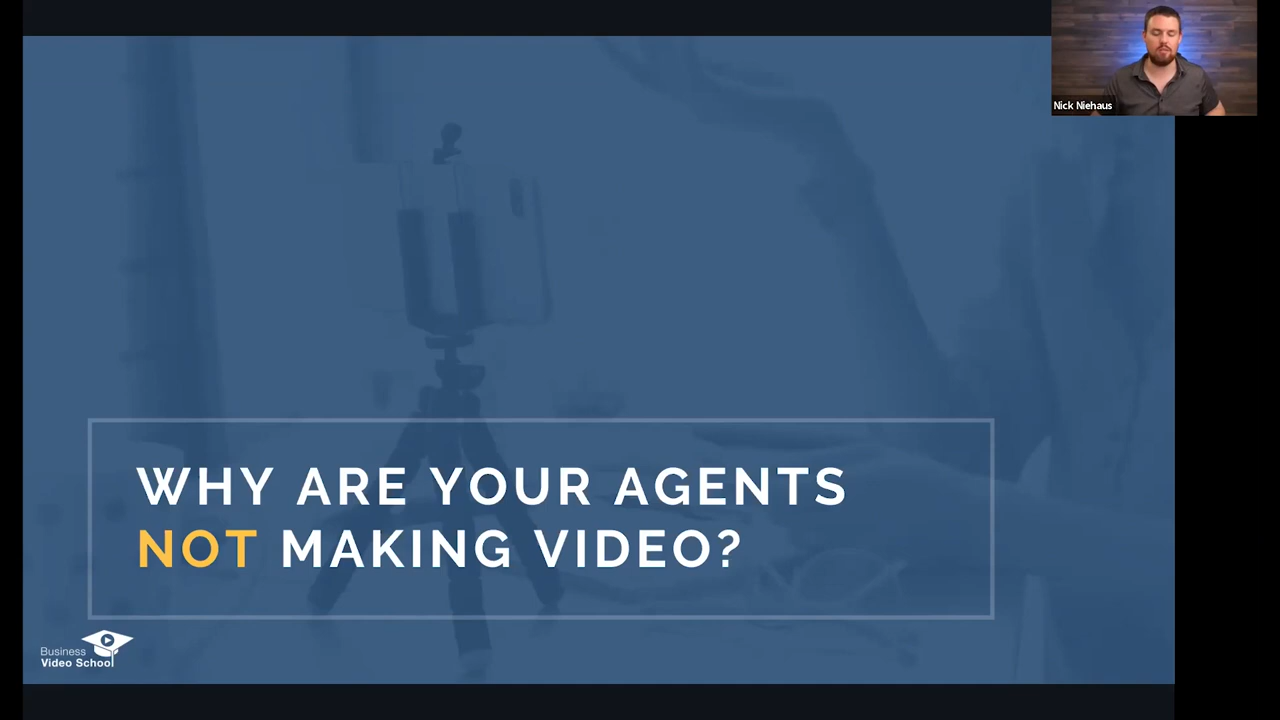 Nick Niehaus
WHY ARE YOUR AGENTS
NOT MAKING VIDEO?
Business
Video School